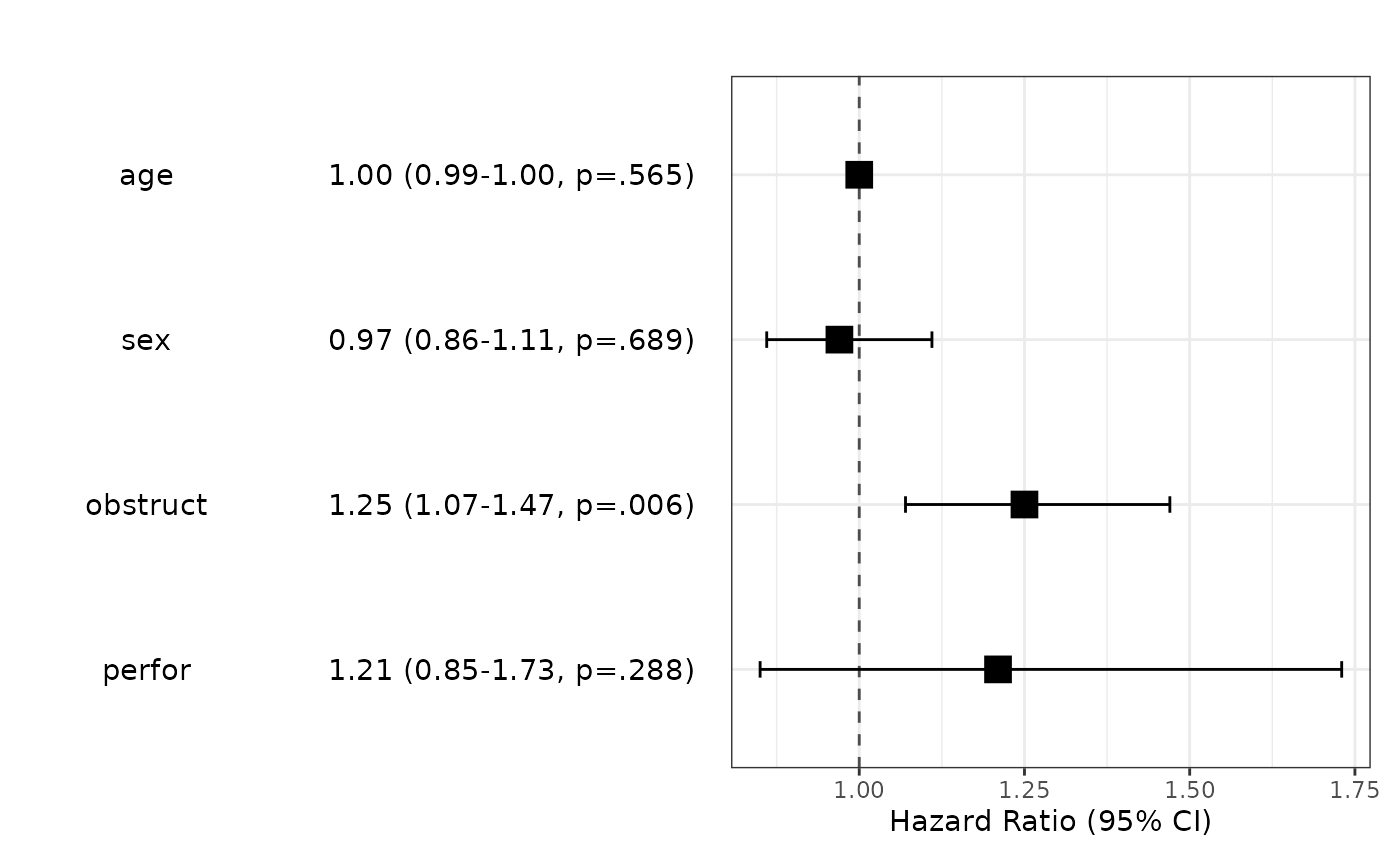 age 1.00 (0.99-1.00, p=.565)
sex 0.97 (0.86-1.11, p=.689)
obstruct 1.25 (1.07-1.47, p=.006)
perfor 1.21 (0.85-1.73, p=.288)
1.00 1.25 1.50 1.75
Hazard Ratio (95% CI)